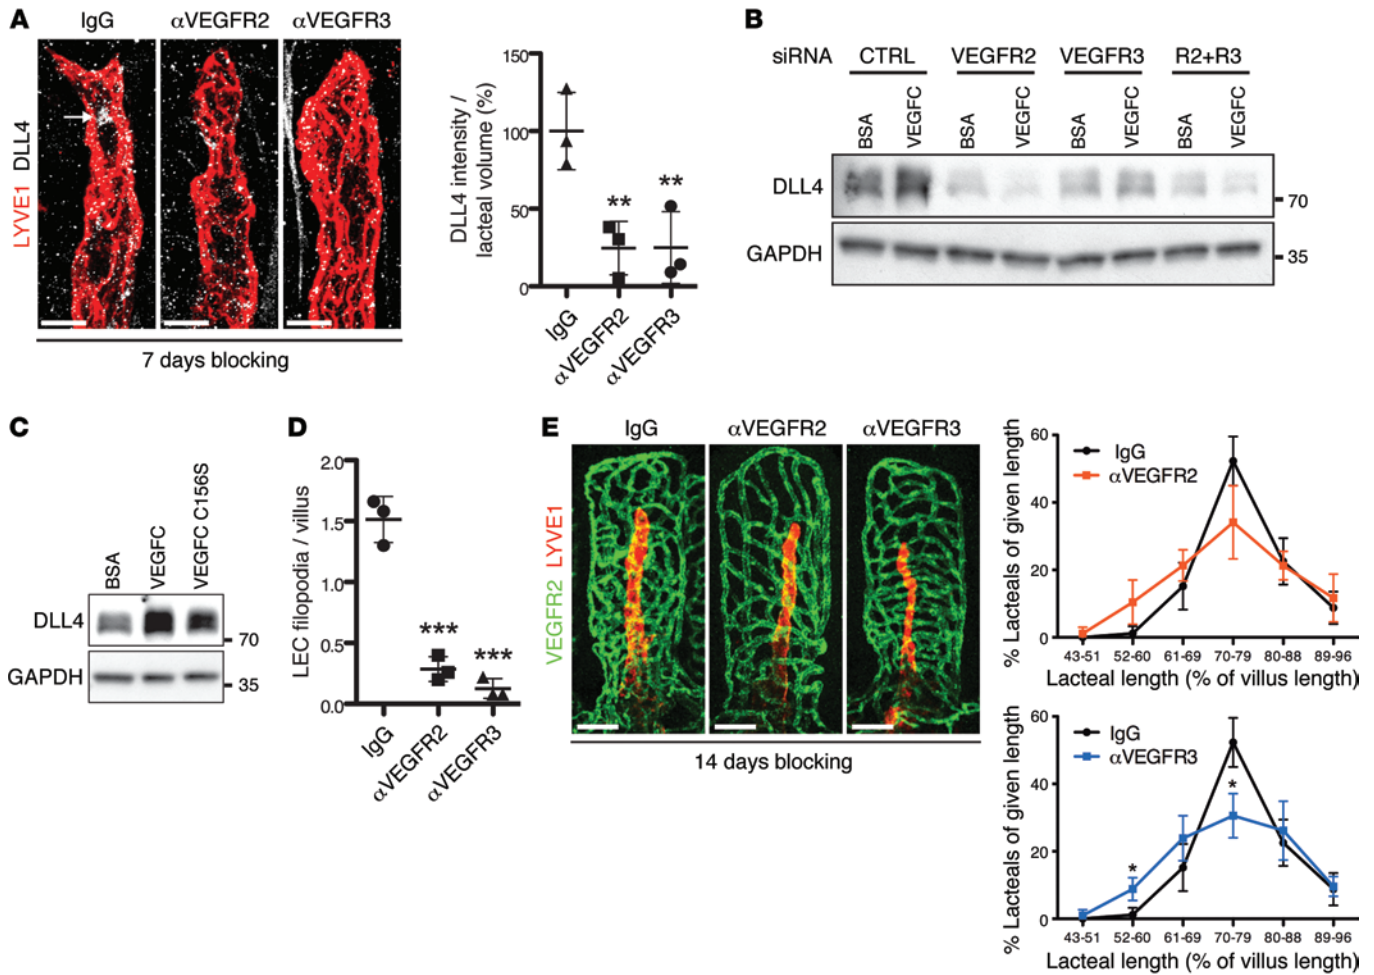 A
IgG
αVEGFR2
αVEGFR3
LYVE1 DLL4
7 days blocking
DLL4 intensity /
lacteal volume (%)
150
100
50
0
**
**
IgG
αVEGFR2
αVEGFR3
B
siRNA
CTRL
VEGFR2
VEGFR3
R2+R3
BSA
VEGFC
BSA
VEGFC
BSA
VEGFC
BSA
VEGFC
DLL4
70
GAPDH
35
C
BSA
VEGFC
VEGFC C156S
DLL4
70
GAPDH
35
D
LEC filopodia / villus
2.0
1.5
1.0
0.5
0.0
***
***
IgG
αVEGFR2
αVEGFR3
E
IgG
αVEGFR2
αVEGFR3
VEGFR2 LYVE1
14 days blocking
% Lacteals of given length
60
40
20
0
IgG
αVEGFR2
43-51 52-60 61-69 70-79 80-88 89-96
Lacteal length (% of villus length)
% Lacteals of given length
60
40
20
0
IgG
αVEGFR3
*
*
43-51 52-60 61-69 70-79 80-88 89-96
Lacteal length (% of villus length)